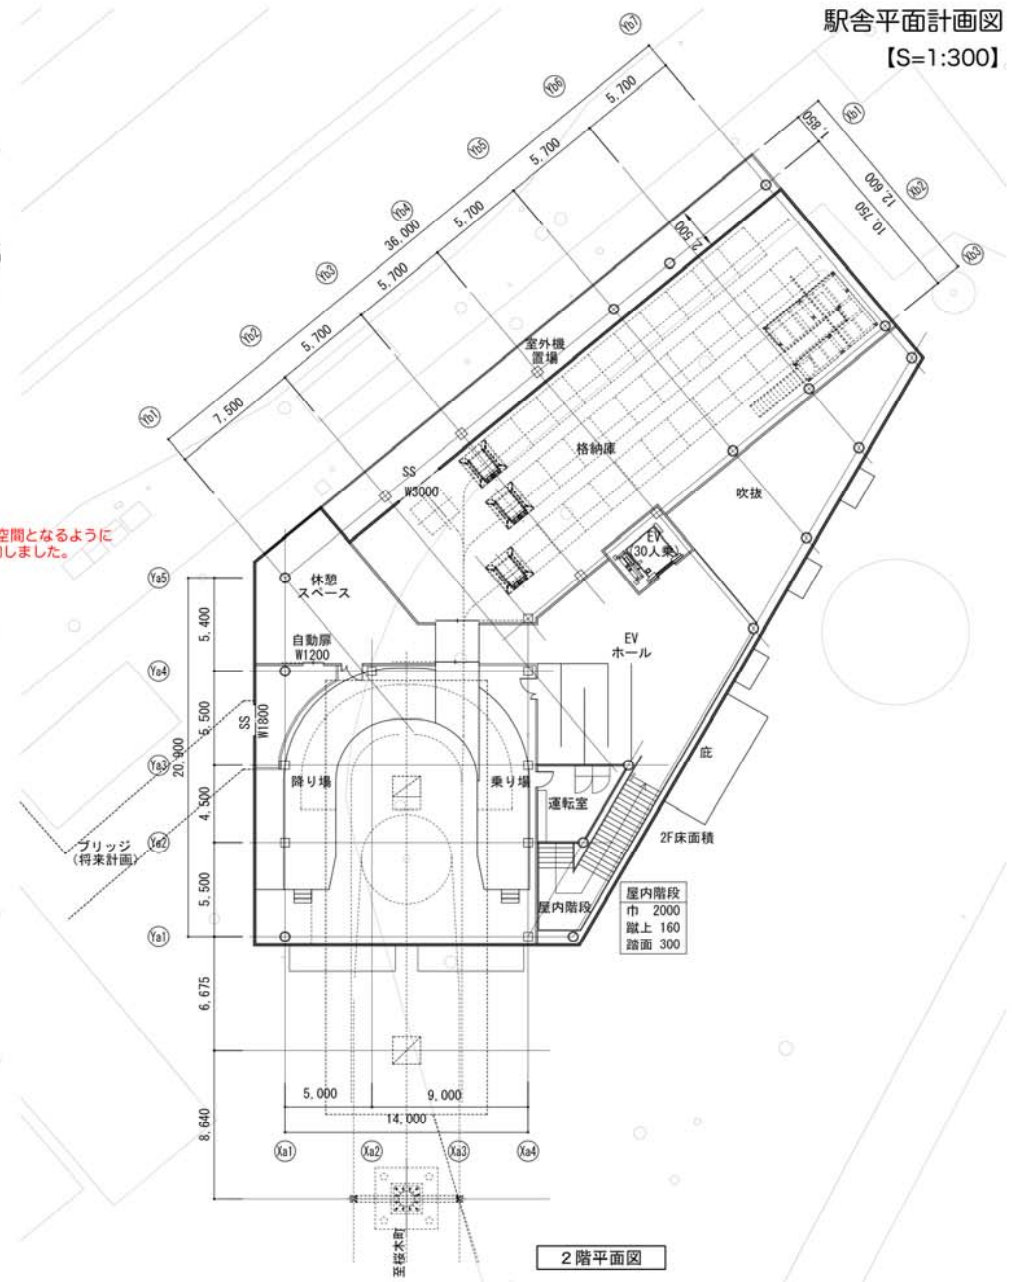 駅舎平面計画図
【S=1:300】
Yb7
Yb6
Yb5
Yb4
Yb3
Yb2
Yb1
5,700
5,700
5,700
5,700
5,700
7,500
36,000
Xb1
Xb2
Xb3
1,850
12,600
10,750
2,500
室外機
置場
格納庫
SS
W3000
吹抜
EV
(30人乗)
空間となるように
しました。
休憩
スペース
自動扉
W1200
EV
ホール
Ya5
Ya4
Ya3
Ya2
Ya1
5,400
5,500
4,500
5,500
20,900
6,675
8,640
SS
W1800
降り場
乗り場
運転室
庇
2F床面積
ブリッジ
(将来計画)
屋内階段
屋内階段
巾 2000
蹴上 160
踏面 300
5,000
9,000
14,000
Xa1
Xa2
Xa3
Xa4
至桜木町
2階平面図